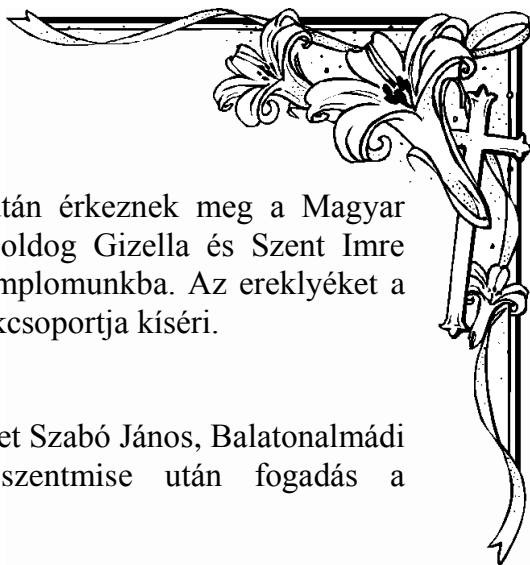 után érkeznek meg a Magyar
oldog Gizella és Szent Imre
mplomunkba. Az ereklyéket a
kcsoportja kíséri.
et Szabó János, Balatonalmádi
szentmise után fogadás a